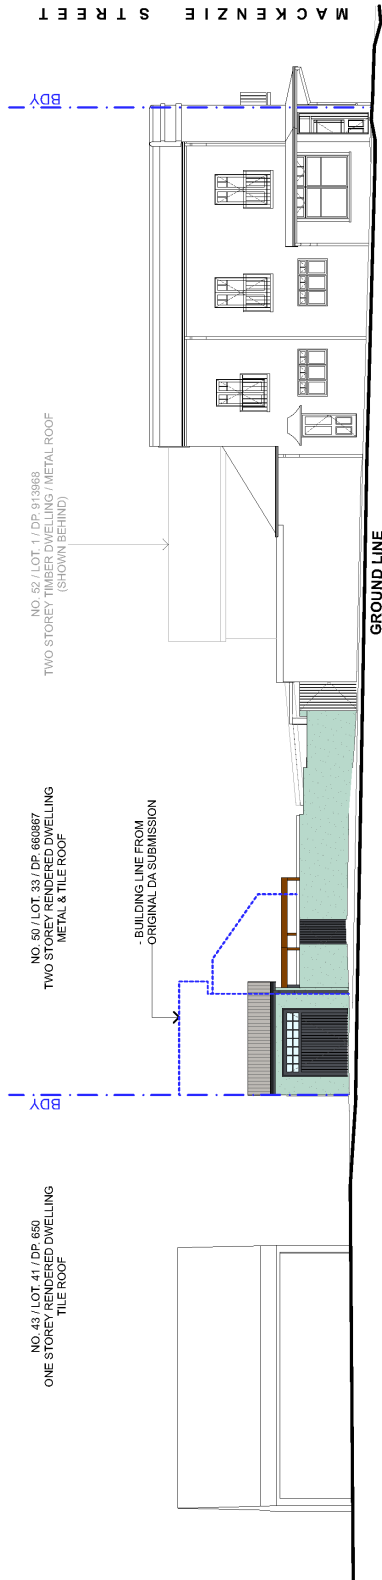 NO. 43 / LOT. 41 / DP. 650
ONE STOREY RENDERED DWELLING
TILE ROOF
BDY
NO. 50 / LOT. 33 / DP. 660867
TWO STOREY RENDERED DWELLING
METAL & TILE ROOF
- BUILDING LINE FROM
ORIGINAL DA SUBMISSION
NO. 52 / LOT. 1 / DP. 913968
TWO STOREY TIMBER DWELLING / METAL ROOF
(SHOWN BEHIND)
BDY
GROUND LINE
MACKENZIE STREET